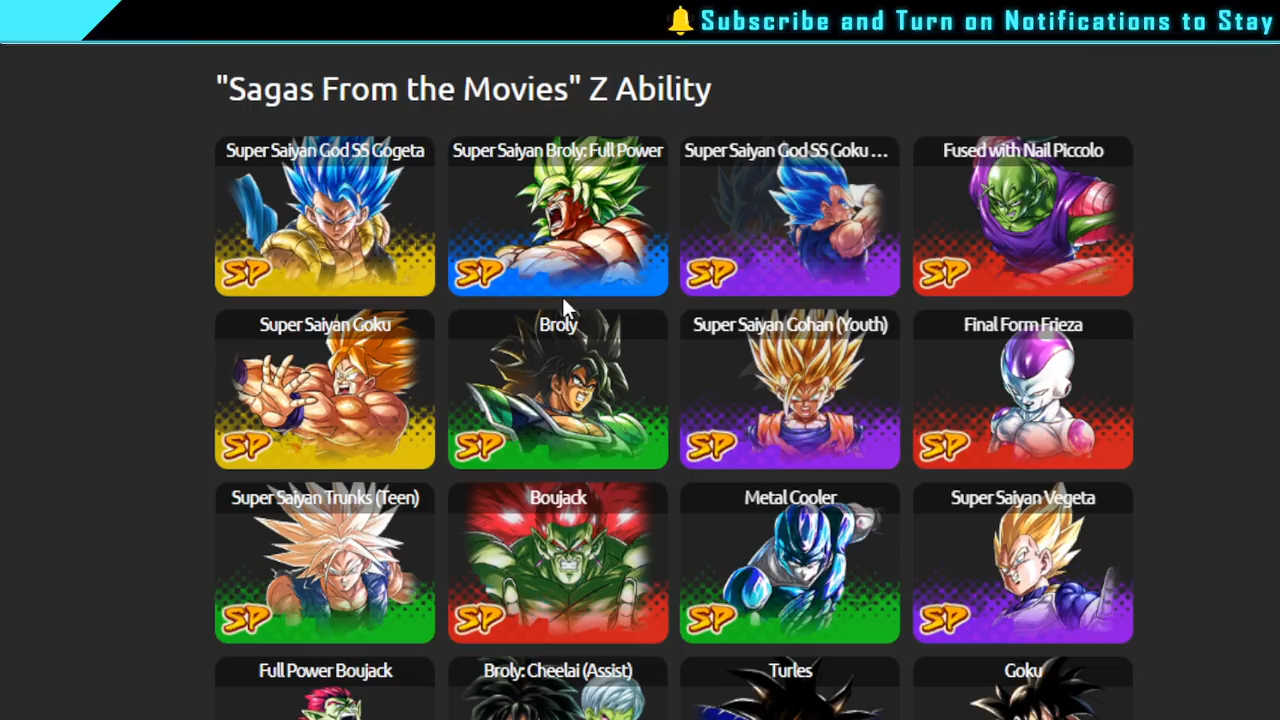 🔔 Subscribe and Turn on Notifications to Stay
"Sagas From the Movies" Z Ability
Super Saiyan God SS Gogeta
Super Saiyan Broly: Full Power
Super Saiyan God SS Goku ...
Fused with Nail Piccolo
SP
SP
SP
SP
Super Saiyan Goku
Broly
Super Saiyan Gohan (Youth)
Final Form Frieza
SP
SP
SP
SP
Super Saiyan Trunks (Teen)
Boujack
Metal Cooler
Super Saiyan Vegeta
SP
SP
SP
SP
Full Power Boujack
Broly: Cheelai (Assist)
Turles
Goku